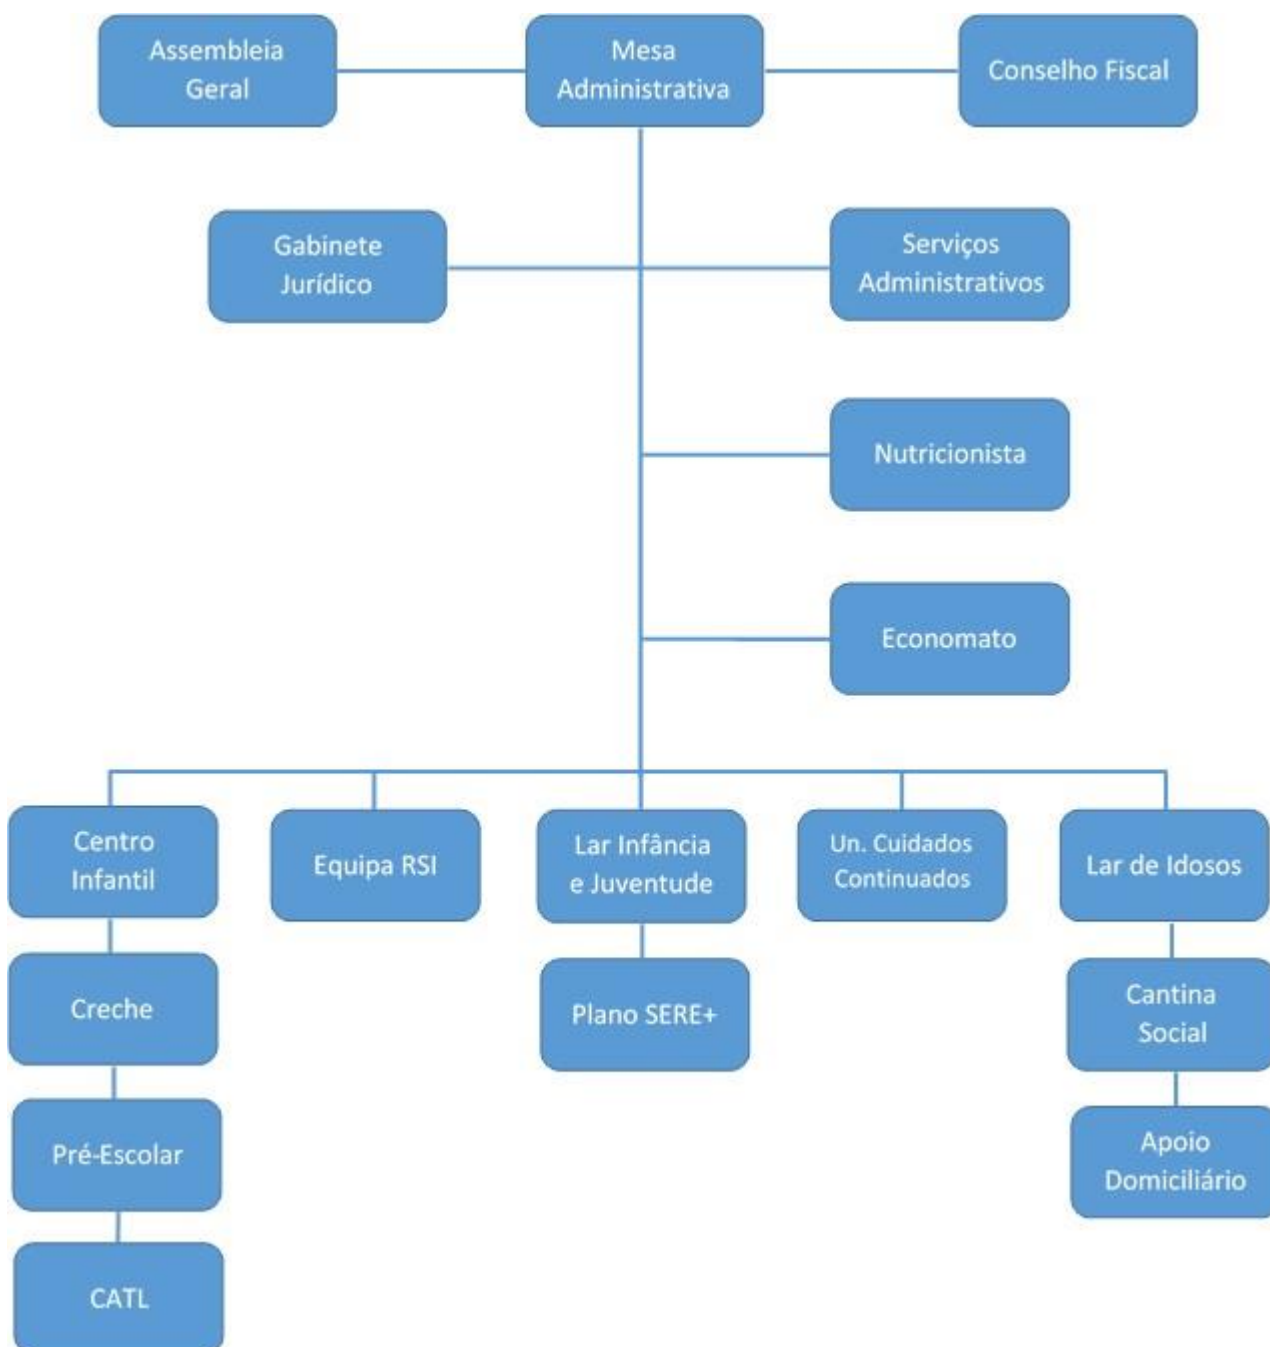 Assembleia
Geral
Mesa
Administrativa
Conselho Fiscal
Gabinete
Jurídico
Serviços
Administrativos
Nutricionista
Economato
Centro
Infantil
Equipa RSI
Lar Infância
e Juventude
Un. Cuidados
Continuados
Lar de Idosos
Creche
Plano SERE+
Cantina
Social
Pré-Escolar
Apoio
Domiciliário
CATL